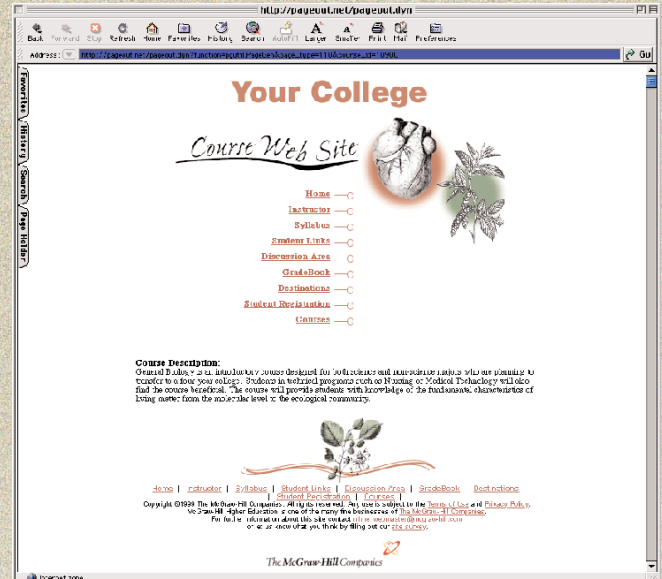 http://pageout.net/pageout.dyn
Back Forward Stop Refresh Home Favorites History Search AutoFill Larger Smaller Print Mail Preferences
Address: Go
Favorites
History
Search
Page Holder
Your College
Course Web Site
Home
Instructor
Syllabus
Student Links
Discussion Area
GradeBook
Destinations
Student Registration
Courses
Course Description:
General Biology is an introductory course designed for both science and non-science majors who are planning to
transfer to a four year college. Students in technical programs such as Nursing or Medical Technology will also
find the course beneficial. The course will provide students with knowledge of the fundamental characteristics of
living matter from the molecular level to the ecological community.
Home | Instructor | Syllabus | Student Links | Discussion Area | GradeBook Destinations
| Student Registration | Courses |
Copyright ©1999 The McGraw-Hill Companies. All rights reserved. Any use is subject to the Terms of Use and Privacy Policy.
McGraw-Hill Higher Education is one of the many fine businesses of The McGraw-Hill Companies.
For further information about this site contact
or let us know what you think by filling out our site survey.
The McGraw-Hill Companies
Internet zone